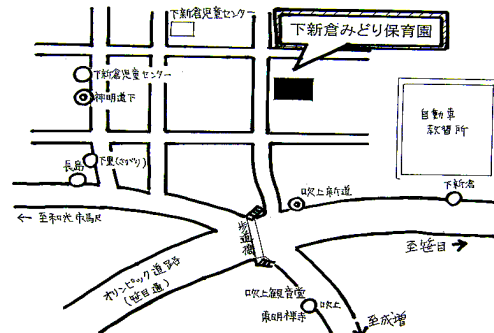 下新倉児童センター
下新倉みどり保育園
下新倉児童センター
神明道下
自動車
教習所
下里(さがり)
長島
吹上新道
下新倉
← 至和光市駅
歩道橋
至笹目 →
オリンピック道路
(笹目通)
吹上観音堂
吹上
東明禅寺
至成増